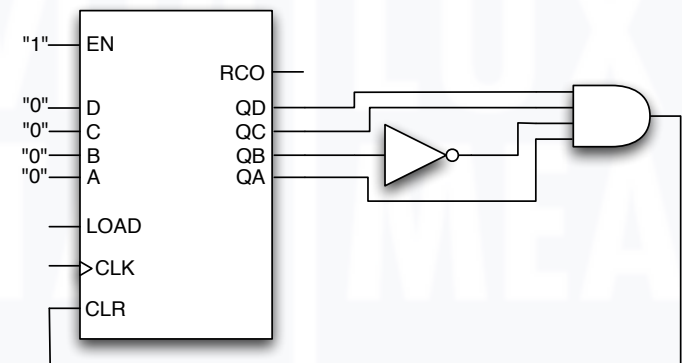 "1" EN
RCO
"0" D QD
"0" C QC
"0" B QB
"0" A QA
LOAD
CLK
CLR